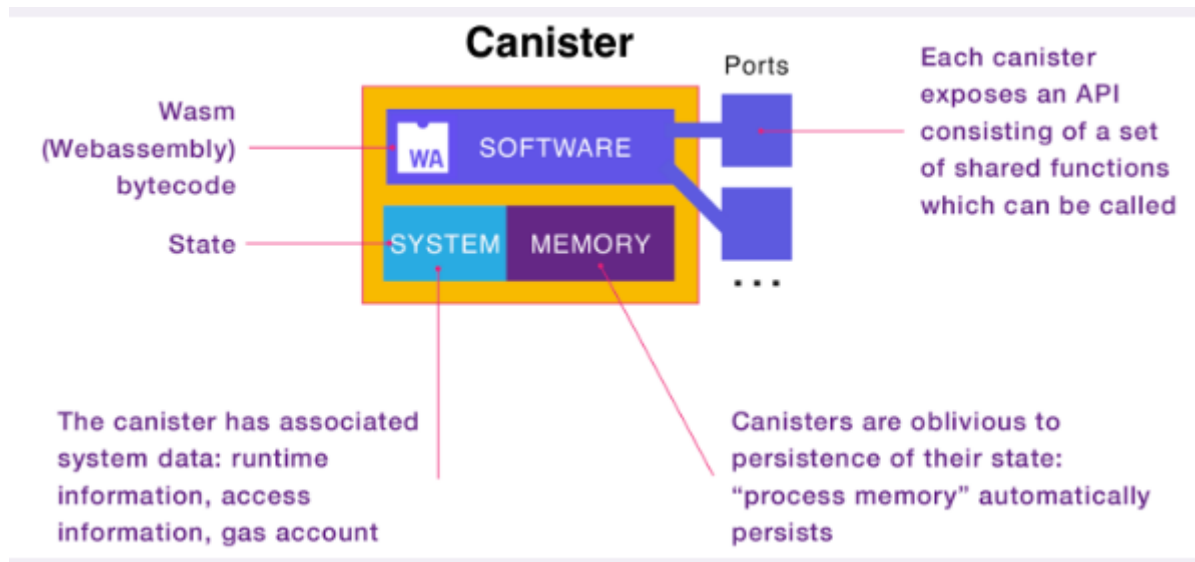 Canister
Ports
Wasm
(Webassembly)
bytecode
WA
SOFTWARE
State
SYSTEM
MEMORY
Each canister
exposes an API
consisting of a set
of shared functions
which can be called
...
The canister has associated
system data: runtime
information, access
information, gas account
Canisters are oblivious to
persistence of their state:
“process memory” automatically
persists